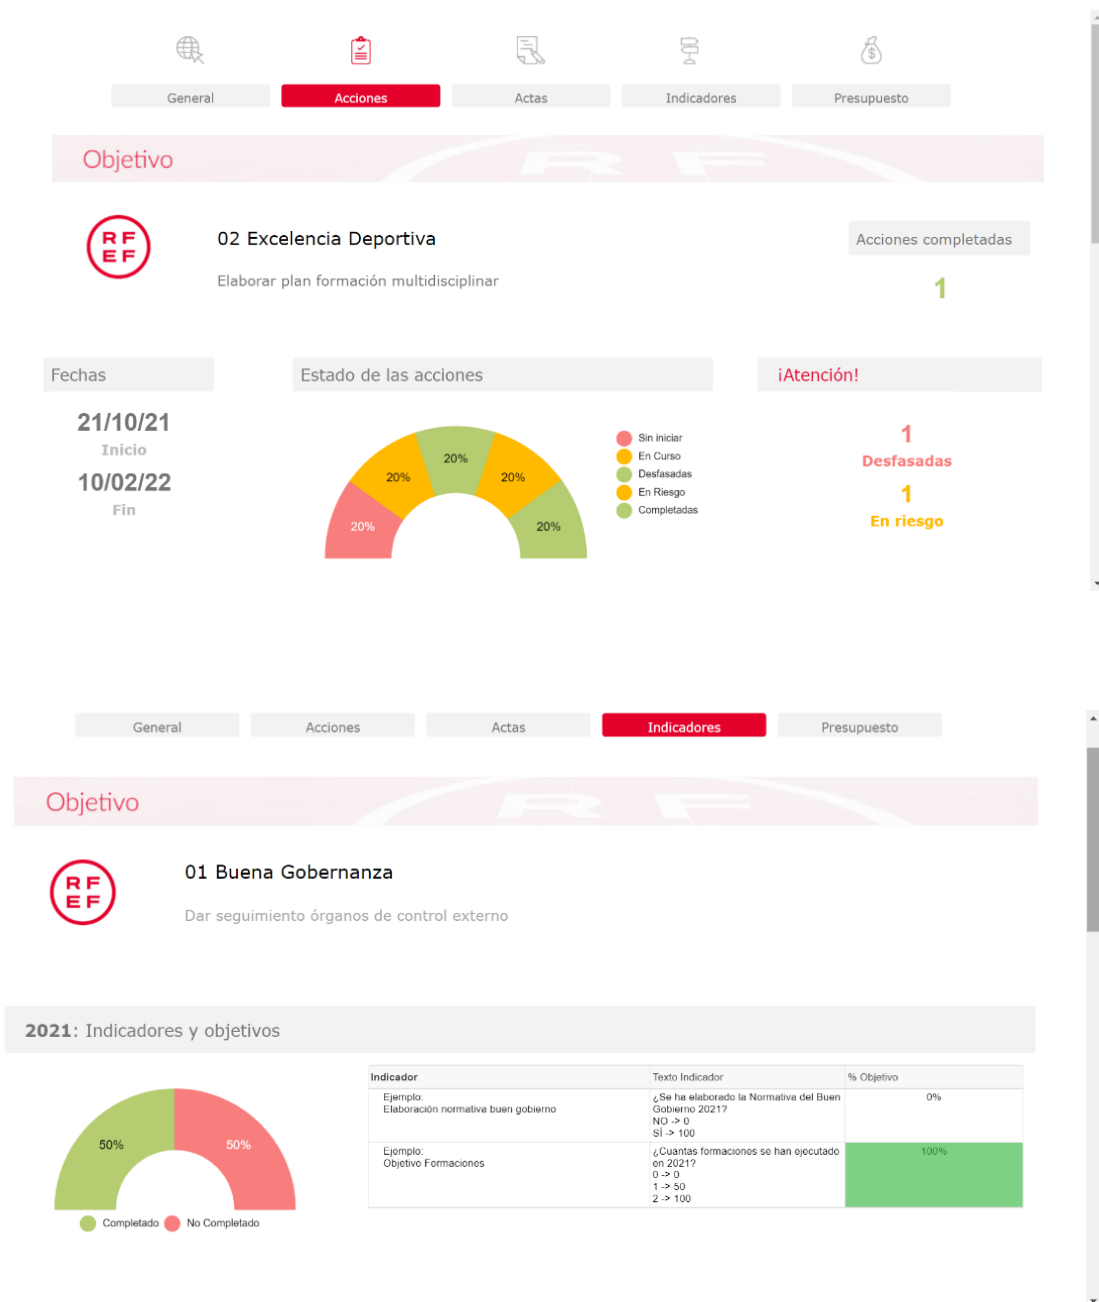 General
Acciones
Actas
Indicadores
Presupuesto
Objetivo
R F
RF
EF
02 Excelencia Deportiva
Elaborar plan formación multidisciplinar
Acciones completadas
1
Fechas
21/10/21
Inicio
10/02/22
Fin
Estado de las acciones
20%
20%
20%
20%
20%
Sin iniciar
En Curso
Desfasadas
En Riesgo
Completadas
¡Atención!
1
Desfasadas
1
En riesgo
General
Acciones
Actas
Indicadores
Presupuesto
Objetivo
R F
RF
EF
01 Buena Gobernanza
Dar seguimiento órganos de control externo
2021: Indicadores y objetivos
50%
50%
Completado
No Completado
Indicador
Texto Indicador
% Objetivo
Ejemplo:
Elaboración normativa buen gobierno
¿Se ha elaborado la Normativa del Buen
Gobierno 2021?
NO -> 0
SÍ -> 100
0%
Ejemplo:
Objetivo Formaciones
¿Cuantas formaciones se han ejecutado
en 2021?
0 -> 0
1 -> 50
2 -> 100
100%